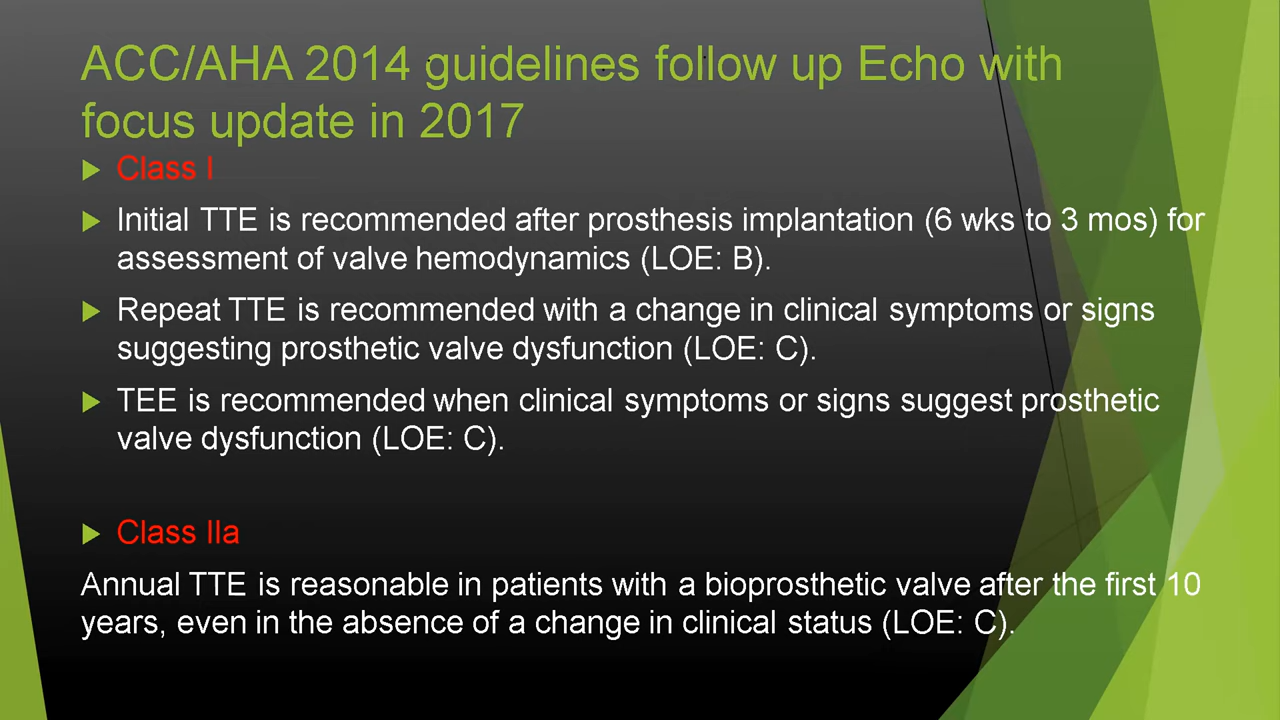 ACC/AHA 2014 guidelines follow up Echo with
focus update in 2017
Class I
Initial TTE is recommended after prosthesis implantation (6 wks to 3 mos) for
assessment of valve hemodynamics (LOE: B).
Repeat TTE is recommended with a change in clinical symptoms or signs
suggesting prosthetic valve dysfunction (LOE: C).
TEE is recommended when clinical symptoms or signs suggest prosthetic
valve dysfunction (LOE: C).
Class IIa
Annual TTE is reasonable in patients with a bioprosthetic valve after the first 10
years, even in the absence of a change in clinical status (LOE: C).